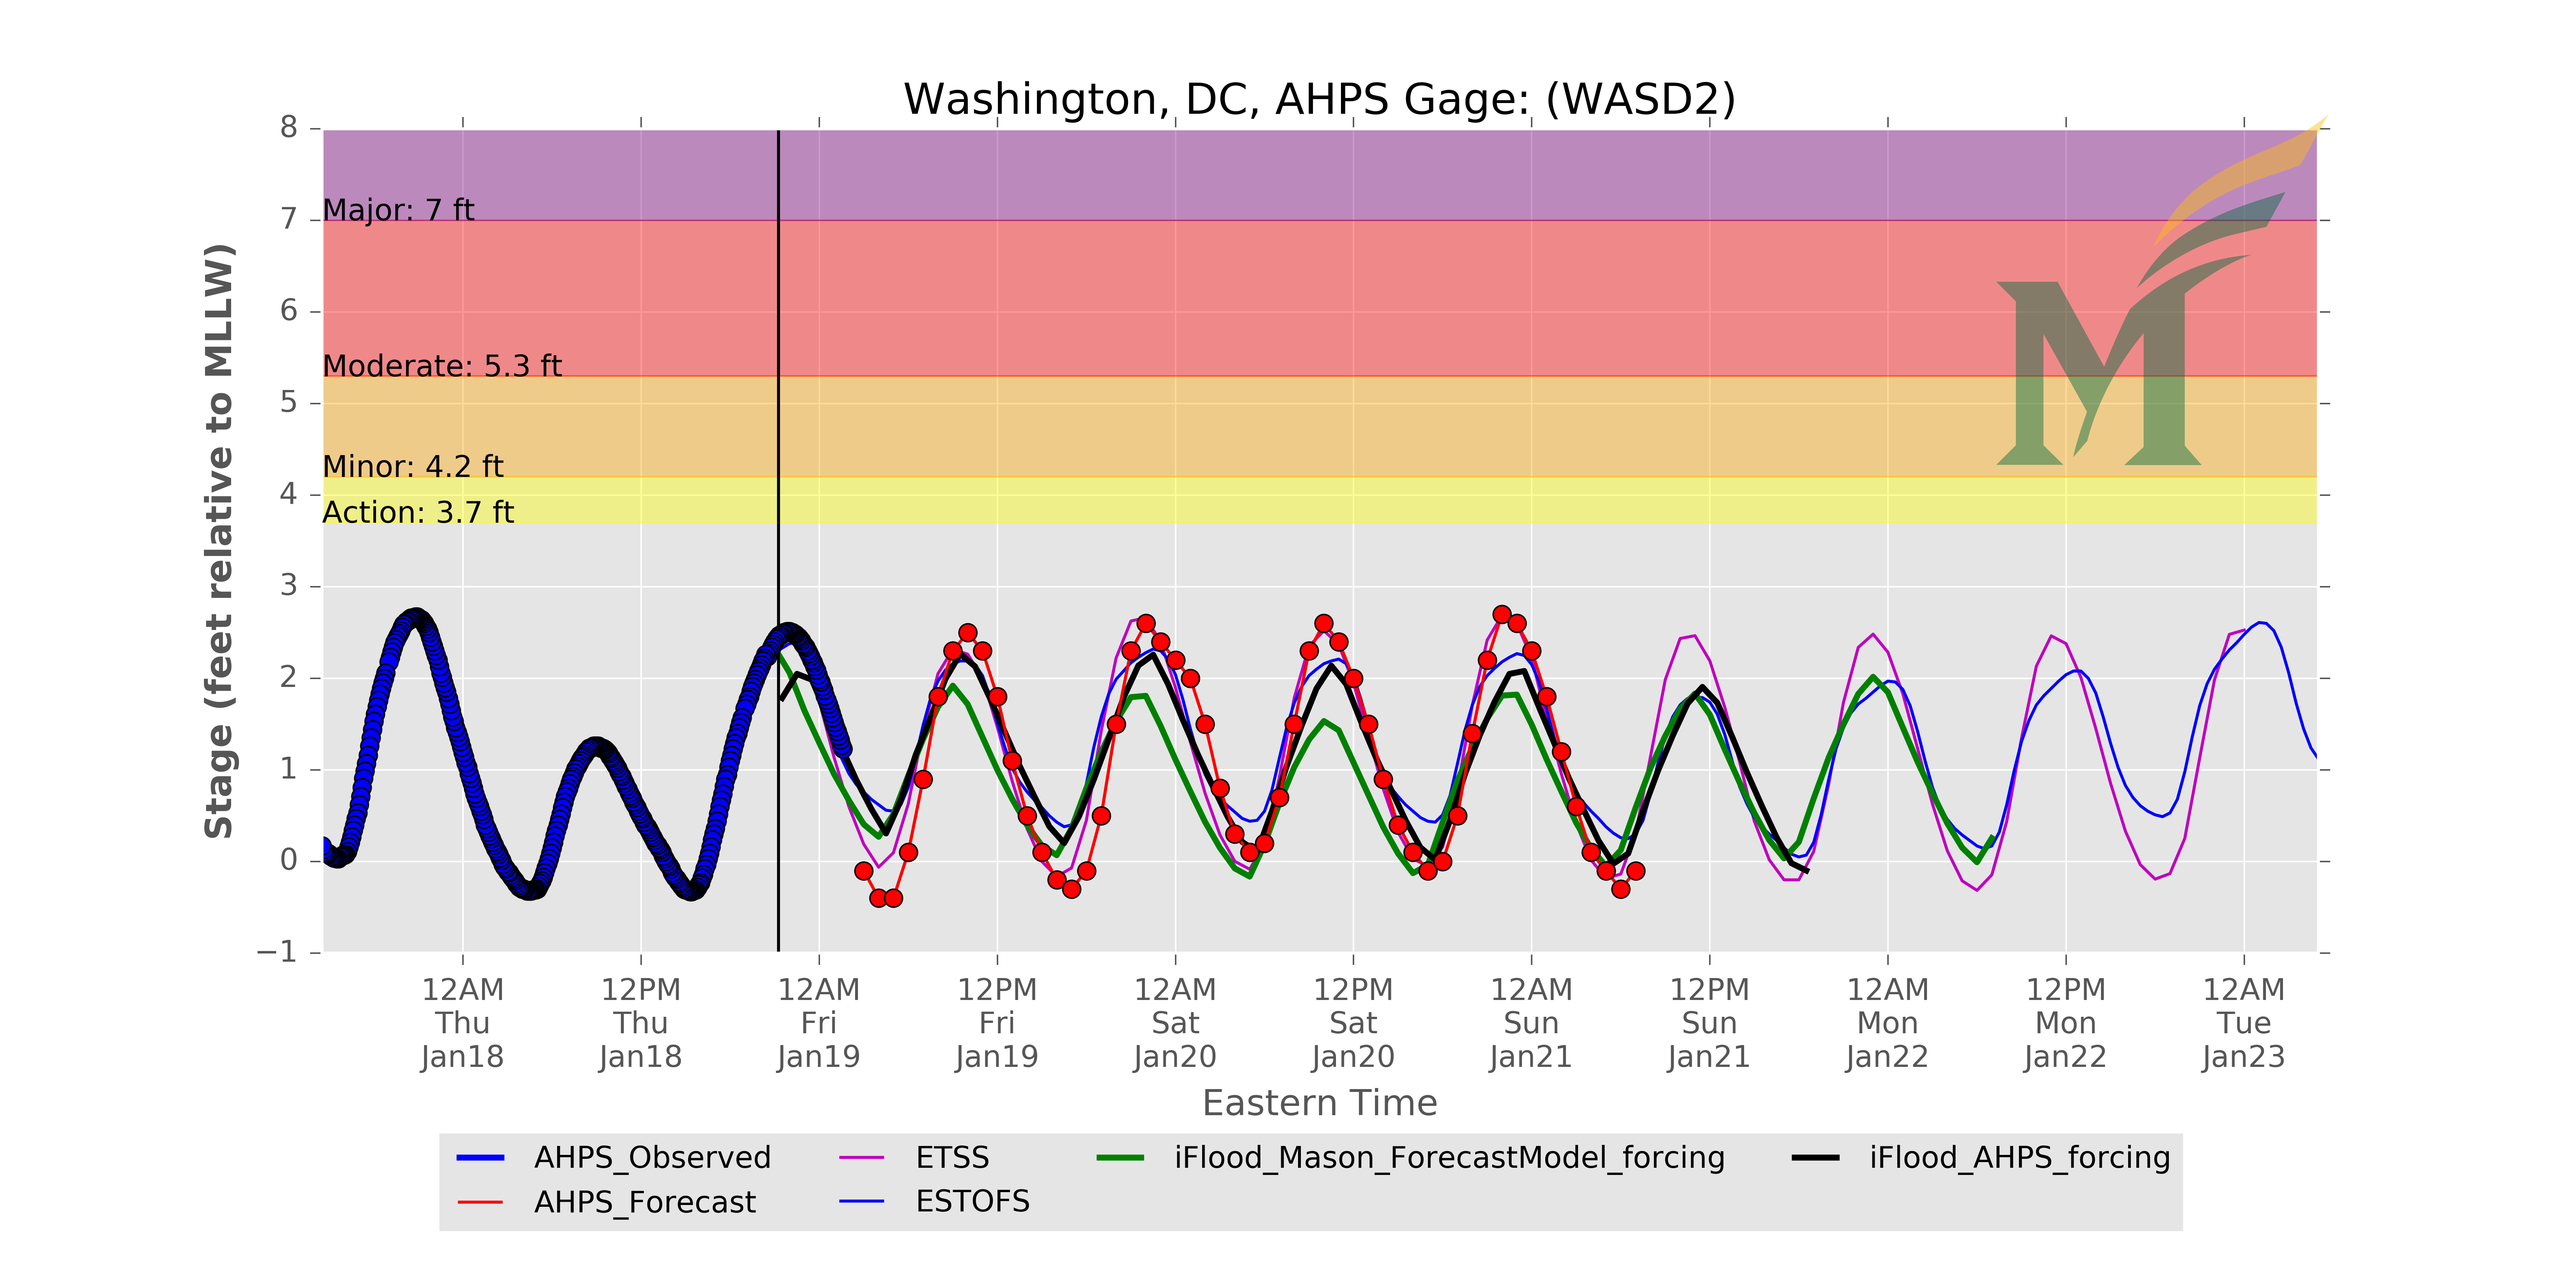 Washington, DC, AHPS Gage: (WASD2)
8
7
6
5
4
3
2
1
0
−1
Stage (feet relative to MLLW)
Major: 7 ft
Moderate: 5.3 ft
Minor: 4.2 ft
Action: 3.7 ft
M
12AM 12PM 12AM 12PM 12AM 12PM 12AM 12PM 12AM 12PM 12AM
Thu Thu Fri Fri Sat Sat Sun Sun Mon Mon Tue
Jan18 Jan18 Jan19 Jan19 Jan20 Jan20 Jan21 Jan21 Jan22 Jan22 Jan23
Eastern Time
AHPS_Observed ETSS iFlood_Mason_ForecastModel_forcing iFlood_AHPS_forcing
AHPS_Forecast ESTOFS